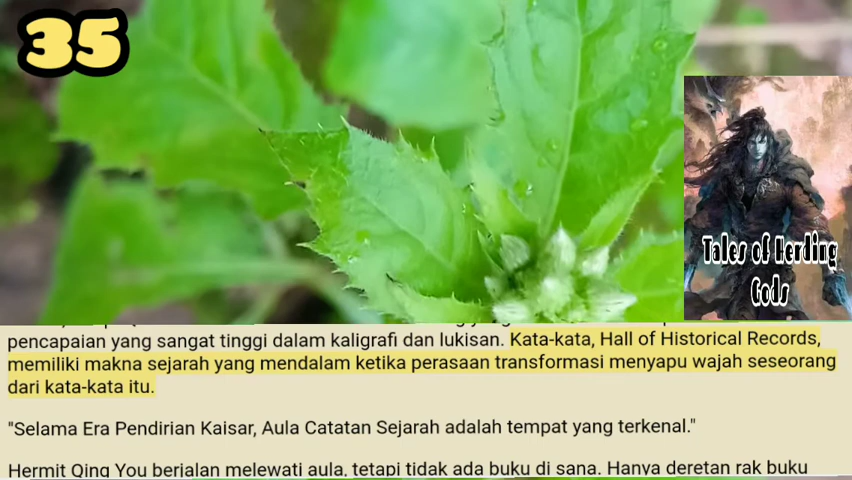 35
Tales of Herding
Gods
pencapaian yang sangat tinggi dalam kaligrafi dan lukisan. Kata-kata, Hall of Historical Records,
memiliki makna sejarah yang mendalam ketika perasaan transformasi menyapu wajah seseorang
dari kata-kata itu.
"Selama Era Pendirian Kaisar, Aula Catatan Sejarah adalah tempat yang terkenal."
Hermit Qing You berjalan melewati aula, tetapi tidak ada buku di sana. Hanya deretan rak buku